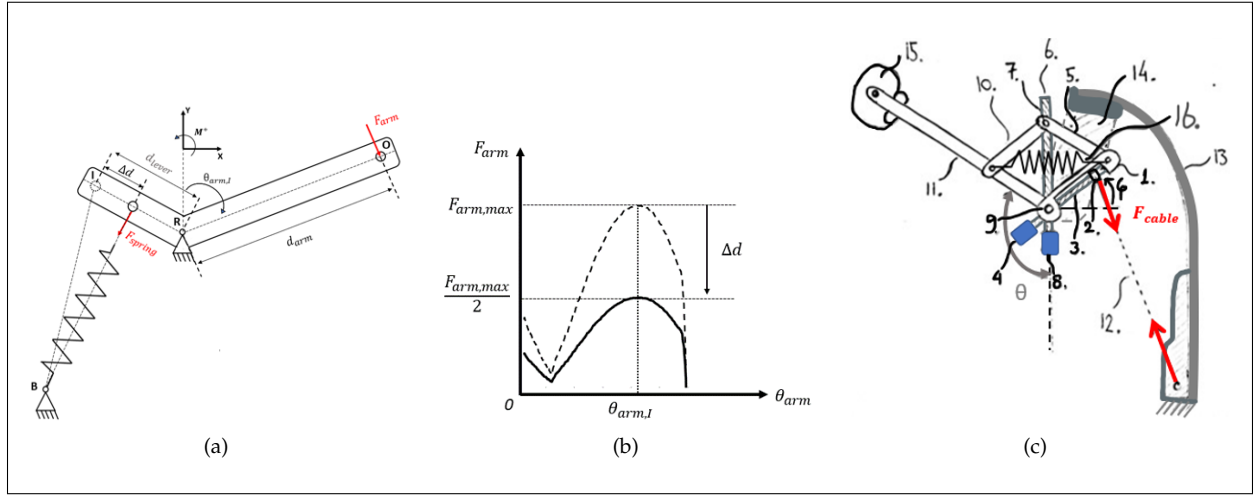 Y
M⁺
X
d_lever
Δd
I
θ_arm,I
R
F_arm
O
F_spring
d_arm
B
(a)
F_arm
F_arm,max
F_arm,max
2
Δd
0
θ_arm,I
θ_arm
(b)
15.
6.
7.
5.
14.
10.
16.
13
11.
1.
φ
9.
2.
F_cable
3.
4
8.
θ
12.
(c)